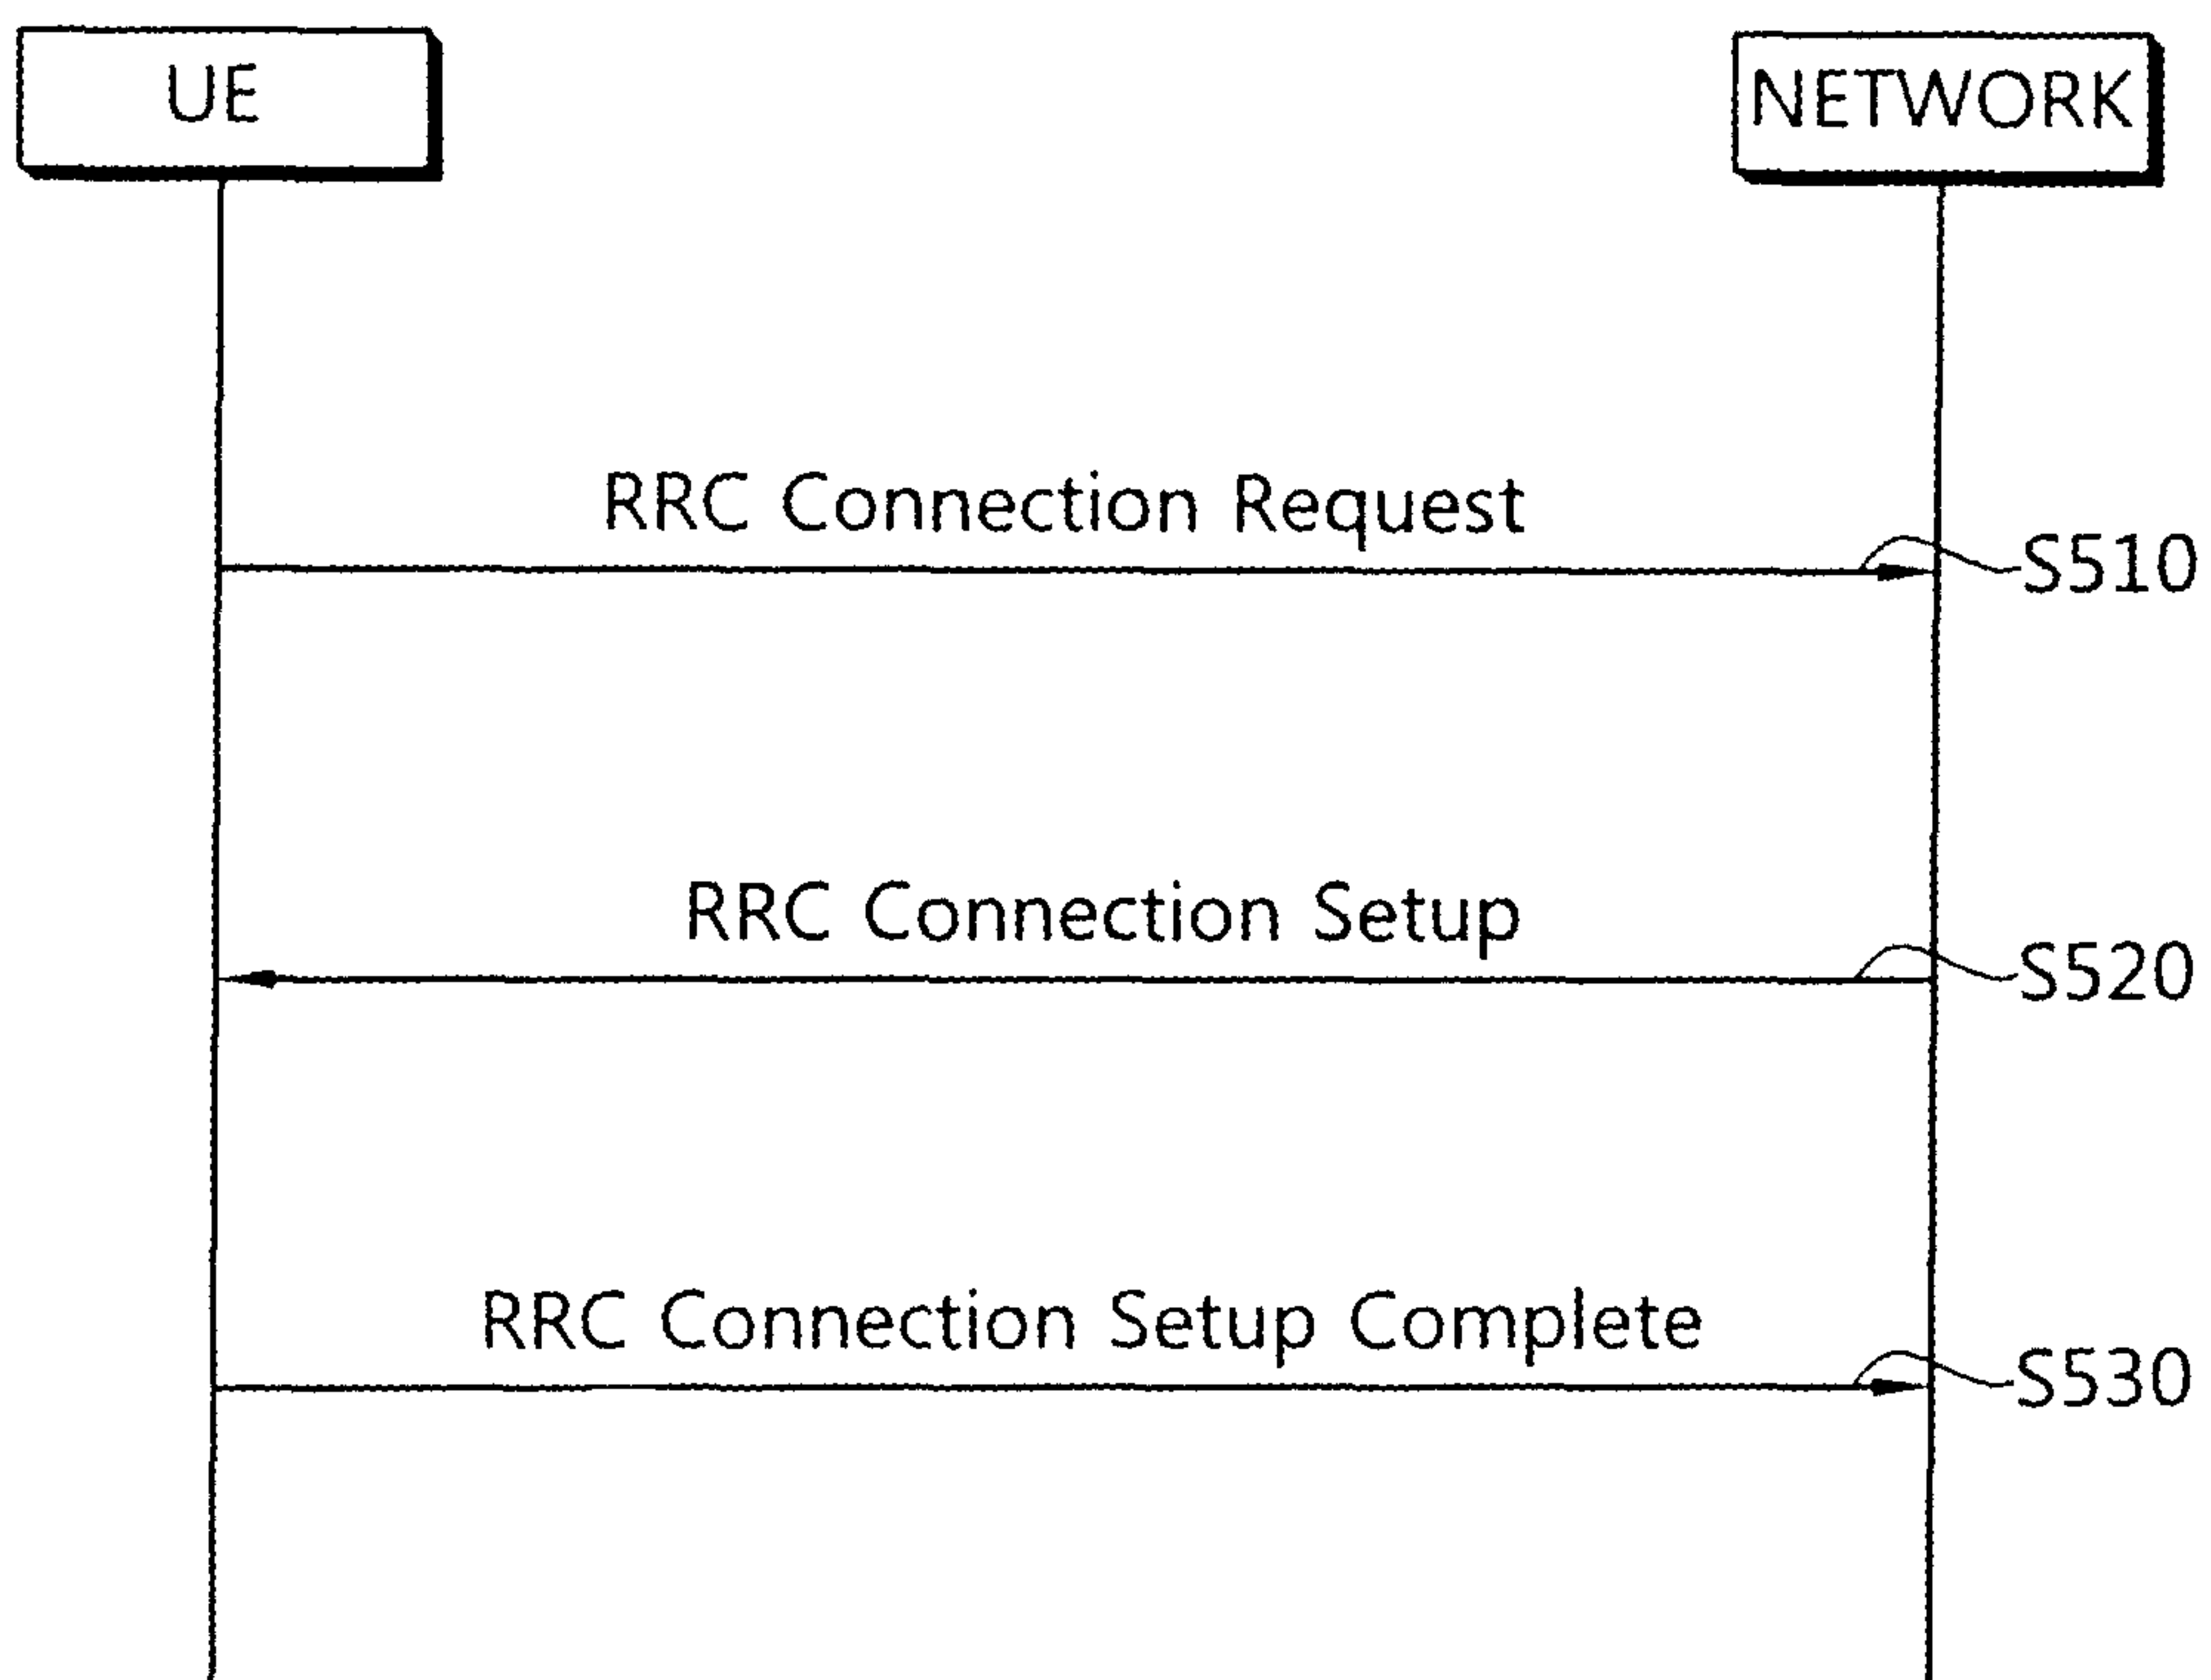 UE
NETWORK
RRC Connection Request
S510
RRC Connection Setup
S520
RRC Connection Setup Complete
S530